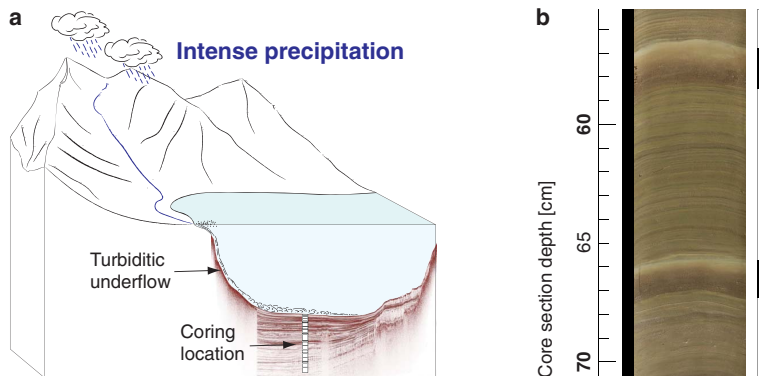 a
Intense precipitation
Turbiditic
underflow
Coring
location
b
Core section depth [cm]
60
65
70